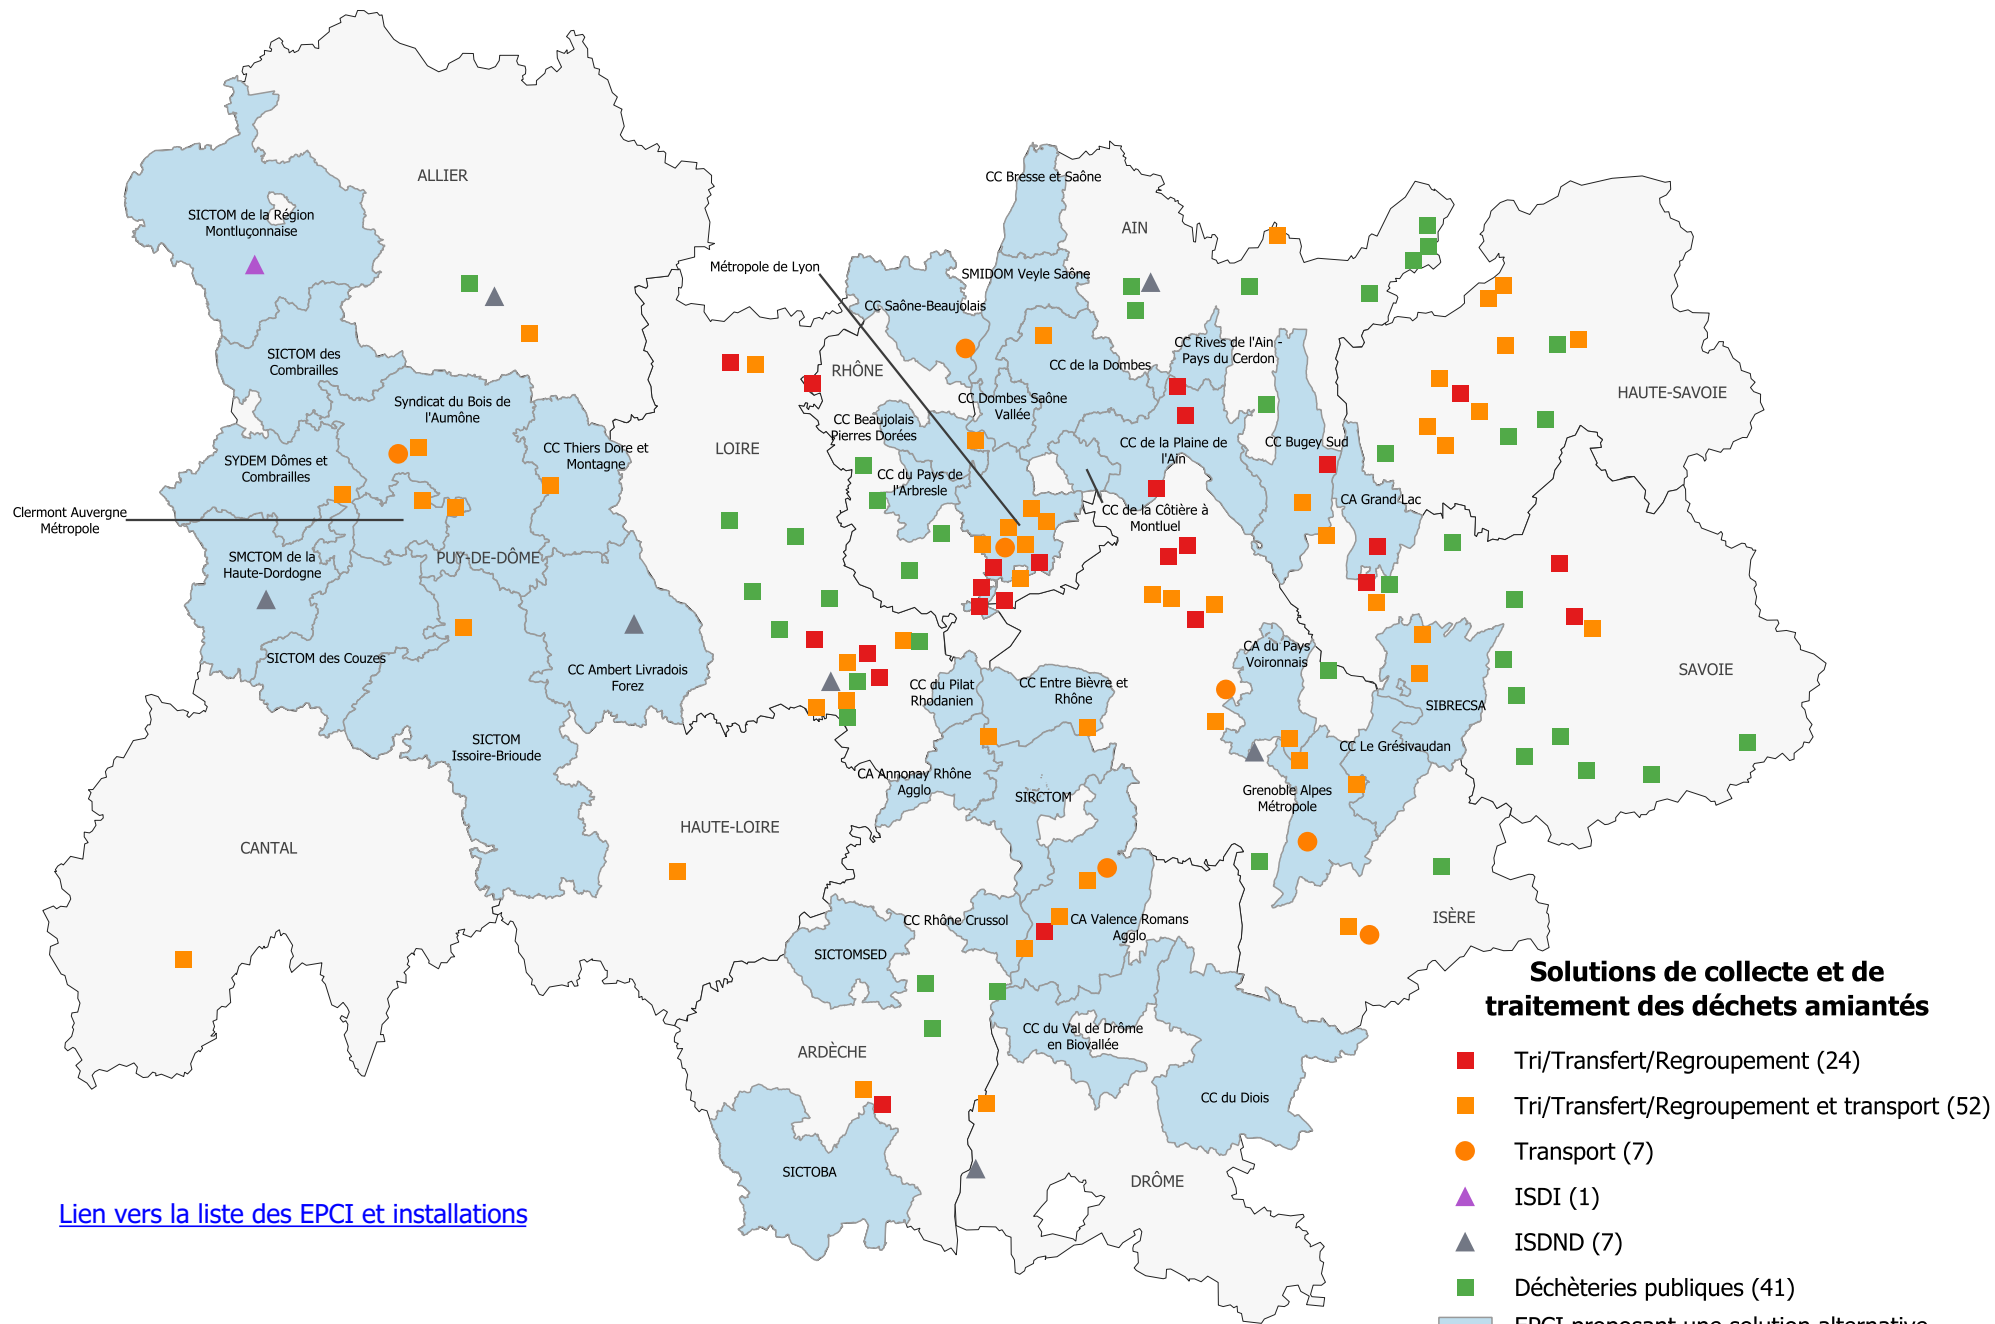 ALLIER
CC Bresse et Saône
SICTOM de la Région
Montluçonnaise
AIN
Métropole de Lyon
SMIDOM Veyle Saône
CC Saône-Beaujolais
CC Rives de l'Ain -
Pays du Cerdon
SICTOM des
Combrailles
CC de la Dombes
RHÔNE
HAUTE-SAVOIE
Syndicat du Bois de
l'Aumône
CC Dombes Saône
Vallée
CC Beaujolais
Pierres Dorées
LOIRE
CC Thiers Dore et
Montagne
CC de la Plaine de
l'Ain
CC Bugey Sud
SYDEM Dômes et
Combrailles
CC du Pays de
l'Arbresle
CA Grand Lac
Clermont Auvergne
Métropole
CC de la Côtière à
Montluel
SMCTOM de la
Haute-Dordogne
PUY-DE-DÔME
SICTOM des Couzes
CC Ambert Livradois
Forez
CA du Pays
Voironnais
SAVOIE
CC du Pilat
Rhodanien
CC Entre Bièvre et
Rhône
SIBRECSA
SICTOM
Issoire-Brioude
CC Le Grésivaudan
CA Annonay Rhône
Agglo
SIRCTOM
Grenoble Alpes
Métropole
HAUTE-LOIRE
CANTAL
CC Rhône Crussol
CA Valence Romans
Agglo
ISÈRE
SICTOMSED
CC du Val de Drôme
en Biovallée
ARDÈCHE
CC du Diois
SICTOBA
DRÔME
Lien vers la liste des EPCI et installations
Solutions de collecte et de
traitement des déchets amiantés
Tri/Transfert/Regroupement (24)
Tri/Transfert/Regroupement et transport (52)
Transport (7)
ISDI (1)
ISDND (7)
Déchèteries publiques (41)
EPCI proposant une solution alternative